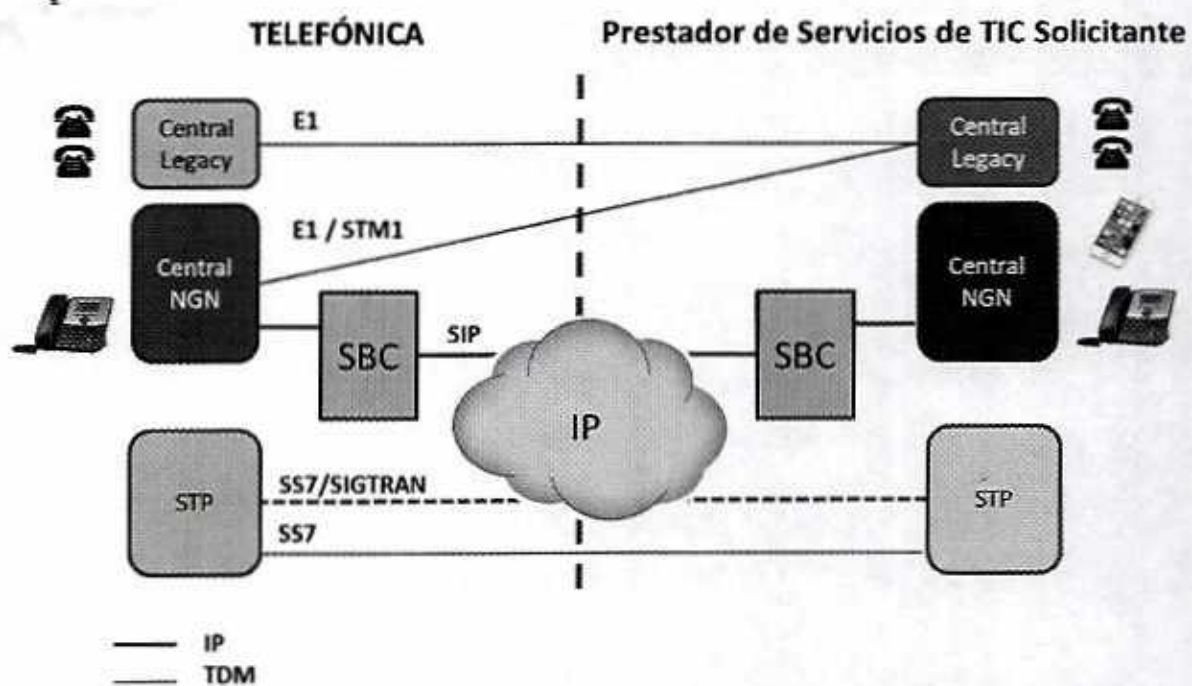 TELEFÓNICA
Prestador de Servicios de TIC Solicitante
Central
Legacy
E1
Central
Legacy
E1 / STM1
Central
NGN
Central
NGN
SBC
SIP
SBC
IP
STP
SS7/SIGTRAN
STP
SS7
IP
TDM